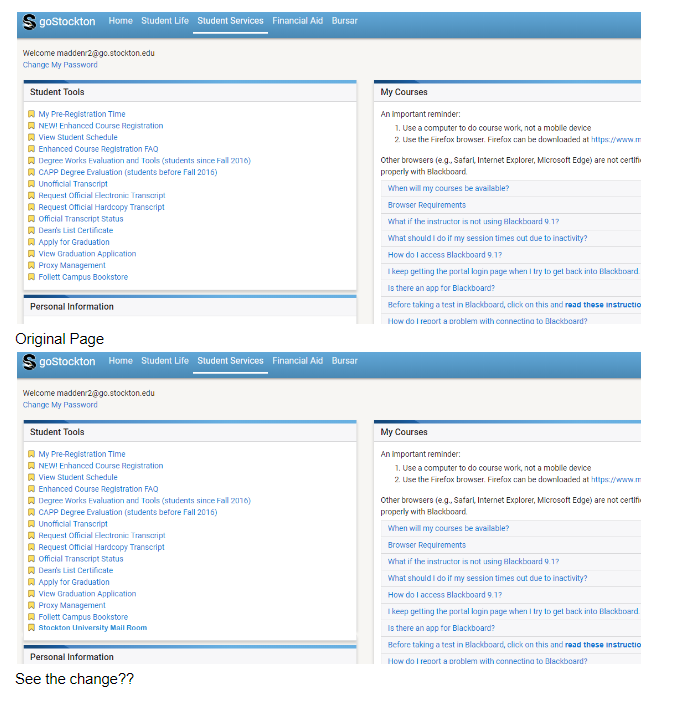 goStockton Home Student Life Student Services Financial Aid Bursar
Welcome maddenr2@go.stockton.edu
Change My Password
Student Tools
My Pre-Registration Time
NEW! Enhanced Course Registration
View Student Schedule
Enhanced Course Registration FAQ
Degree Works Evaluation and Tools (students since Fall 2016)
CAPP Degree Evaluation (students before Fall 2016)
Unofficial Transcript
Request Official Electronic Transcript
Request Official Hardcopy Transcript
Official Transcript Status
Dean's List Certificate
Apply for Graduation
View Graduation Application
Proxy Management
Follett Campus Bookstore
Personal Information
My Courses
An important reminder:
1. Use a computer to do course work, not a mobile device
2. Use the Firefox browser. Firefox can be downloaded at https://www.m
Other browsers (e.g., Safari, Internet Explorer, Microsoft Edge) are not certifi
properly with Blackboard.
When will my courses be available?
Browser Requirements
What if the instructor is not using Blackboard 9.1?
What should I do if my session times out due to inactivity?
How do I access Blackboard 9.1?
I keep getting the portal login page when I try to get back into Blackboard.
Is there an app for Blackboard?
Before taking a test in Blackboard, click on this and read these instructio
How do I report a problem with connecting to Blackboard?
Original Page
goStockton Home Student Life Student Services Financial Aid Bursar
Welcome maddenr2@go.stockton.edu
Change My Password
Student Tools
My Pre-Registration Time
NEW! Enhanced Course Registration
View Student Schedule
Enhanced Course Registration FAQ
Degree Works Evaluation and Tools (students since Fall 2016)
CAPP Degree Evaluation (students before Fall 2016)
Unofficial Transcript
Request Official Electronic Transcript
Request Official Hardcopy Transcript
Official Transcript Status
Dean's List Certificate
Apply for Graduation
View Graduation Application
Proxy Management
Follett Campus Bookstore
Stockton University Mail Room
Personal Information
My Courses
An important reminder:
1. Use a computer to do course work, not a mobile device
2. Use the Firefox browser. Firefox can be downloaded at https://www.m
Other browsers (e.g., Safari, Internet Explorer, Microsoft Edge) are not certifi
properly with Blackboard.
When will my courses be available?
Browser Requirements
What if the instructor is not using Blackboard 9.1?
What should I do if my session times out due to inactivity?
How do I access Blackboard 9.1?
I keep getting the portal login page when I try to get back into Blackboard.
Is there an app for Blackboard?
Before taking a test in Blackboard, click on this and read these instructio
How do I report a problem with connecting to Blackboard?
See the change??